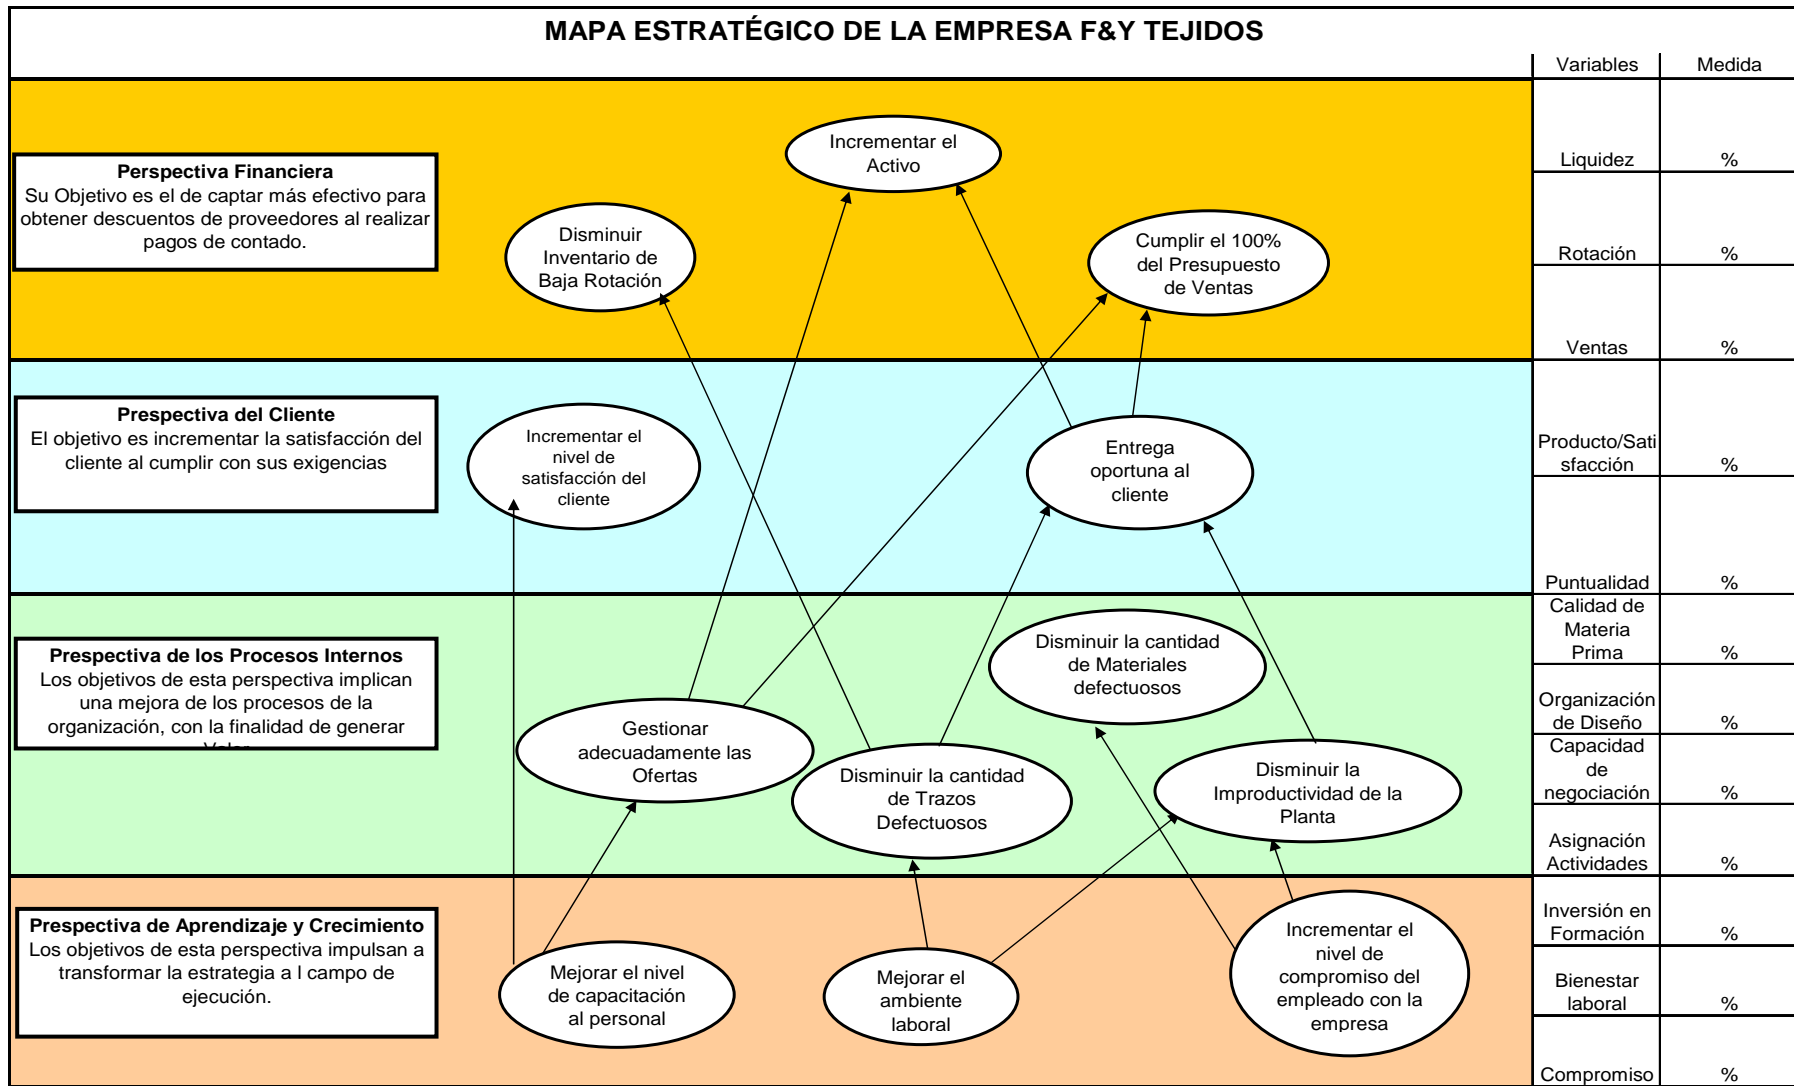 MAPA ESTRATÉGICO DE LA EMPRESA F&Y TEJIDOS
Variables
Medida
Perspectiva Financiera
Su Objetivo es el de captar más efectivo para
obtener descuentos de proveedores al realizar
pagos de contado.
Incrementar el
Activo
Disminuir
Inventario de
Baja Rotación
Cumplir el 100%
del Presupuesto
de Ventas
Liquidez
%
Rotación
%
Ventas
%
Prespectiva del Cliente
El objetivo es incrementar la satisfacción del
cliente al cumplir con sus exigencias
Incrementar el
nivel de
satisfacción del
cliente
Entrega
oportuna al
cliente
Producto/Sati
sfacción
%
Puntualidad
%
Prespectiva de los Procesos Internos
Los objetivos de esta perspectiva implican
una mejora de los procesos de la
organización, con la finalidad de generar
Disminuir la cantidad
de Materiales
defectuosos
Gestionar
adecuadamente las
Ofertas
Disminuir la cantidad
de Trazos
Defectuosos
Disminuir la
Improductividad de la
Planta
Calidad de
Materia
Prima
%
Organización
de Diseño
%
Capacidad
de
negociación
%
Asignación
Actividades
%
Prespectiva de Aprendizaje y Crecimiento
Los objetivos de esta perspectiva impulsan a
transformar la estrategia a l campo de
ejecución.
Mejorar el nivel
de capacitación
al personal
Mejorar el
ambiente
laboral
Incrementar el
nivel de
compromiso del
empleado con la
empresa
Inversión en
Formación
%
Bienestar
laboral
%
Compromiso
%